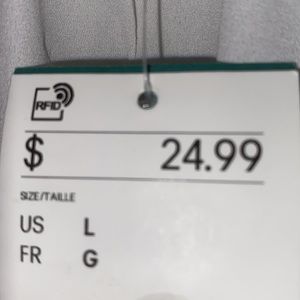 RFID
$ 24.99
SIZE/TAILLE
US L
FR G